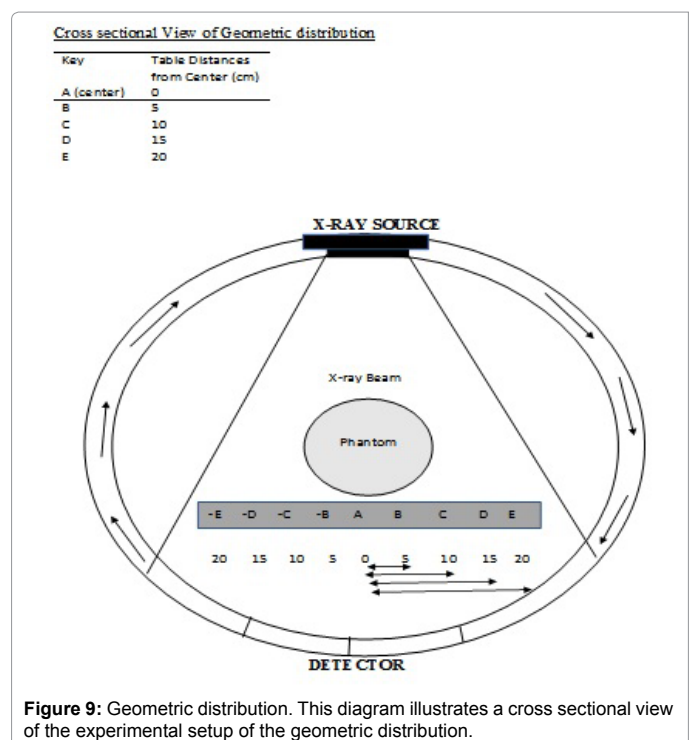 Cross sectional View of Geometric distribution
Key Table Distances
from Center (cm)
A (center) 0
B 5
C 10
D 15
E 20
X-RAY SOURCE
X-ray Beam
Phantom
-E -D -C -B A B C D E
20 15 10 5 0 5 10 15 20
DETECTOR
Figure 9: Geometric distribution. This diagram illustrates a cross sectional view
of the experimental setup of the geometric distribution.